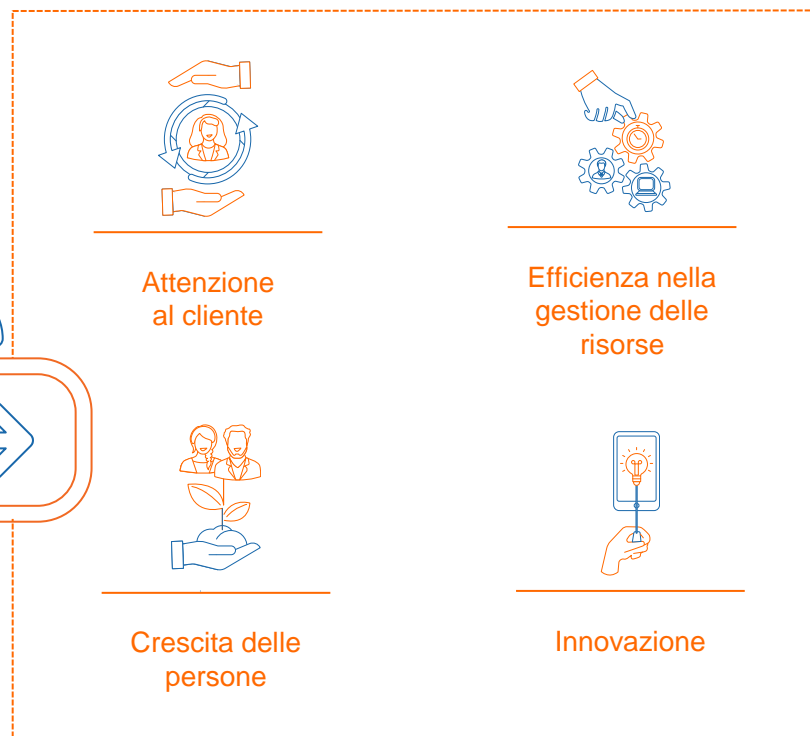 Attenzione
al cliente
Efficienza nella
gestione delle
risorse
Crescita delle
persone
Innovazione